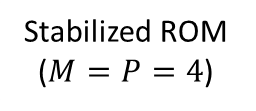 Stabilized ROM
(M = P = 4)